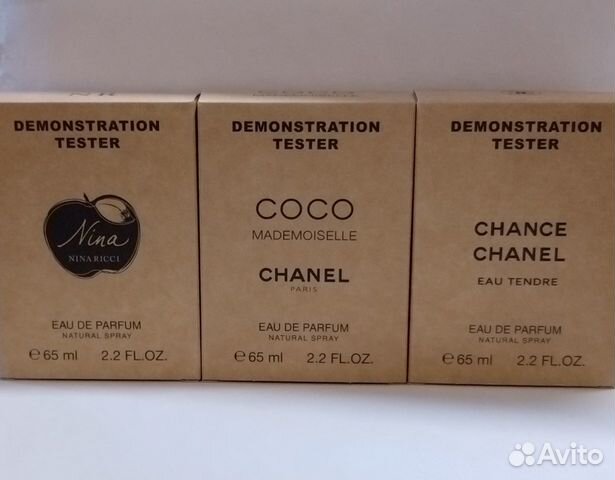 DEMONSTRATION
TESTER
Nina
NINA RICCI
EAU DE PARFUM
NATURAL SPRAY
℮ 65 ml 2.2 FL.OZ.
DEMONSTRATION
TESTER
COCO
MADEMOISELLE
CHANEL
PARIS
EAU DE PARFUM
NATURAL SPRAY
℮ 65 ml 2.2 FL.OZ.
DEMONSTRATION
TESTER
CHANCE
CHANEL
EAU TENDRE
EAU DE PARFUM
NATURAL SPRAY
℮ 65 ml 2.2 FL.OZ.
Avito